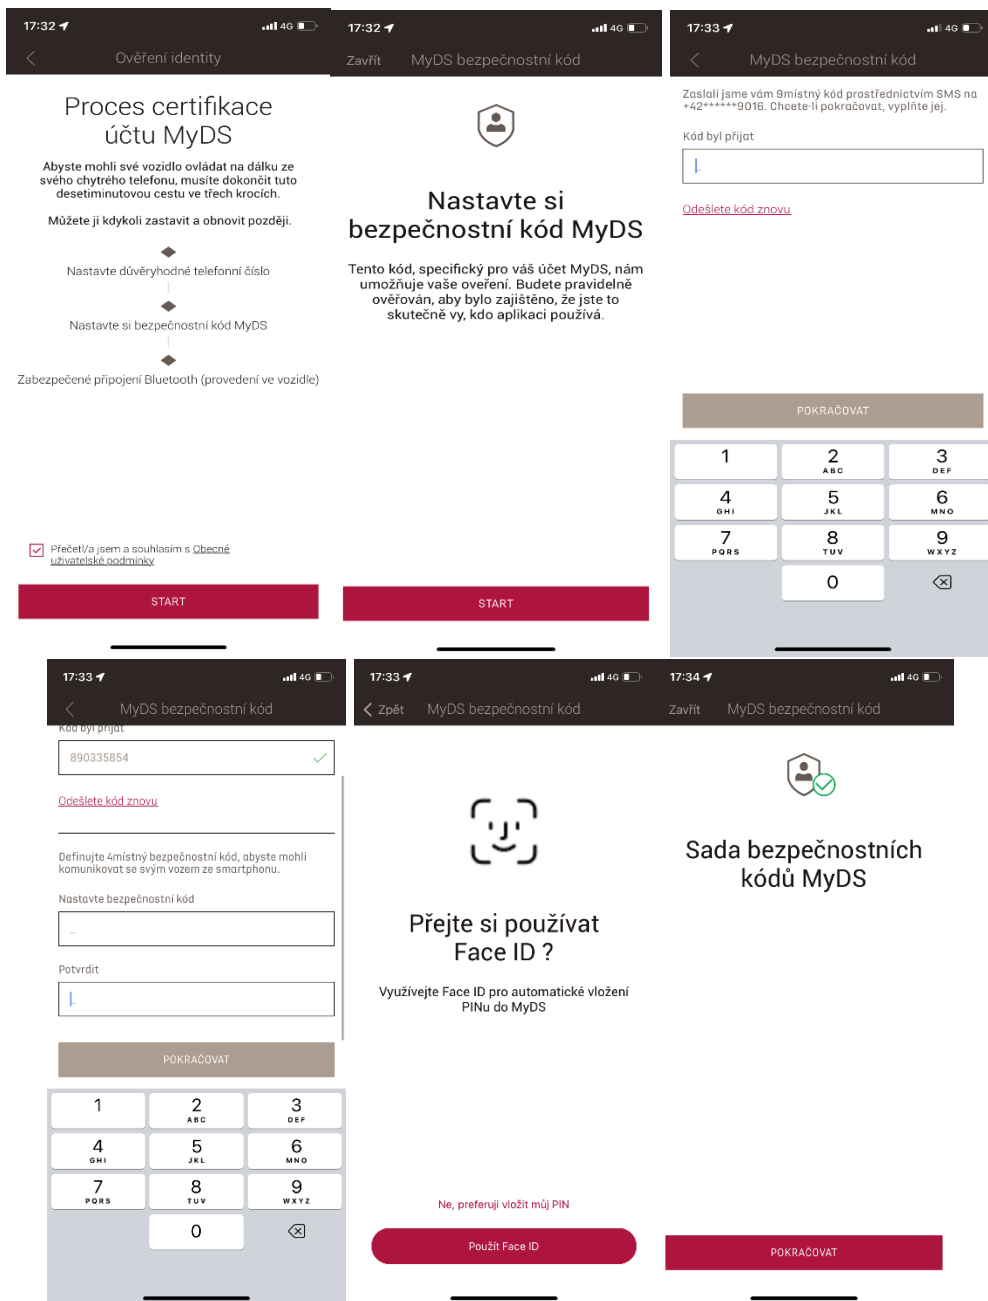 17:32
4G
Ověření identity
Proces certifikace
účtu MyDS
Abyste mohli své vozidlo ovládat na dálku ze
svého chytrého telefonu, musíte dokončit tuto
desetiminutovou cestu ve třech krocích.
Můžete ji kdykoli zastavit a obnovit později.
Nastavte důvěryhodné telefonní číslo
Nastavte si bezpečnostní kód MyDS
Zabezpečené připojení Bluetooth (provedení ve vozidle)
Přečetl/a jsem a souhlasím s Obecné
uživatelské podmínky
START
17:32
4G
Zavřít MyDS bezpečnostní kód
Nastavte si
bezpečnostní kód MyDS
Tento kód, specifický pro váš účet MyDS, nám
umožňuje vaše oveření. Budete pravidelně
ověřován, aby bylo zajištěno, že jste to
skutečně vy, kdo aplikaci používá.
START
17:33
4G
MyDS bezpečnostní kód
Zaslali jsme vám 9místný kód prostřednictvím SMS na
+42******9016. Chcete-li pokračovat, vyplňte jej.
Kód byl přijat
Odešlete kód znovu
POKRAČOVAT
1 2 3
ABC DEF
4 5 6
GHI JKL MNO
7 8 9
PQRS TUV WXYZ
0
17:33
4G
MyDS bezpečnostní kód
Kód byl přijat
890335854
Odešlete kód znovu
Definujte 4místný bezpečnostní kód, abyste mohli
komunikovat se svým vozem ze smartphonu.
Nastavte bezpečnostní kód
Potvrdit
POKRAČOVAT
1 2 3
ABC DEF
4 5 6
GHI JKL MNO
7 8 9
PQRS TUV WXYZ
0
17:33
4G
Zpět MyDS bezpečnostní kód
Přejte si používat
Face ID ?
Využívejte Face ID pro automatické vložení
PINu do MyDS
Ne, preferuji vložit můj PIN
Použít Face ID
17:34
4G
Zavřít MyDS bezpečnostní kód
Sada bezpečnostních
kódů MyDS
POKRAČOVAT